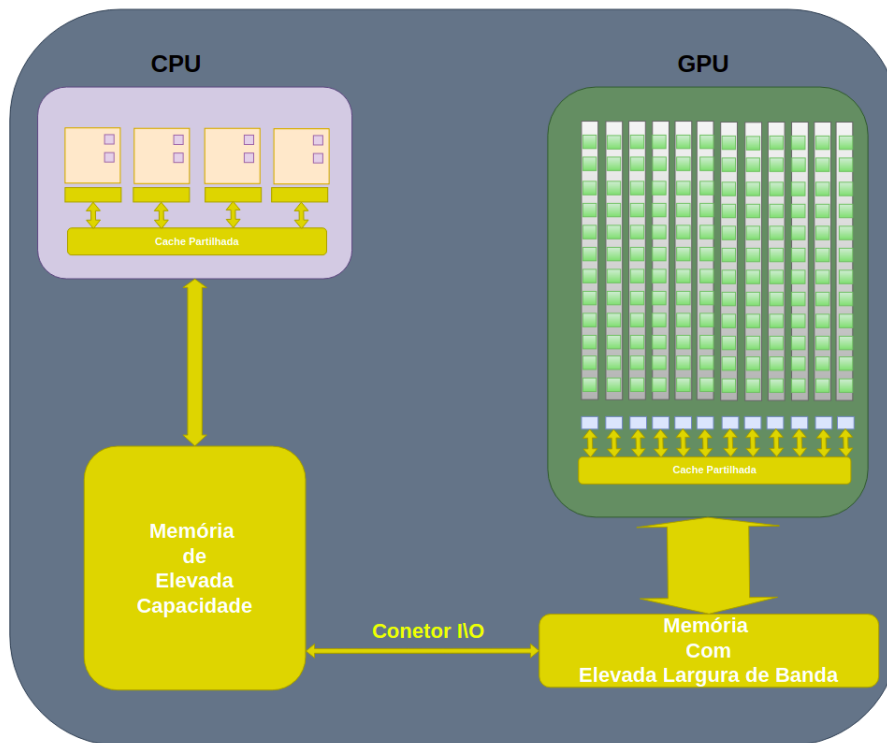 CPU
GPU
Cache Partilhada
Cache Partilhada
Memória
de
Elevada
Capacidade
Conetor I\O
Memória
Com
Elevada Largura de Banda